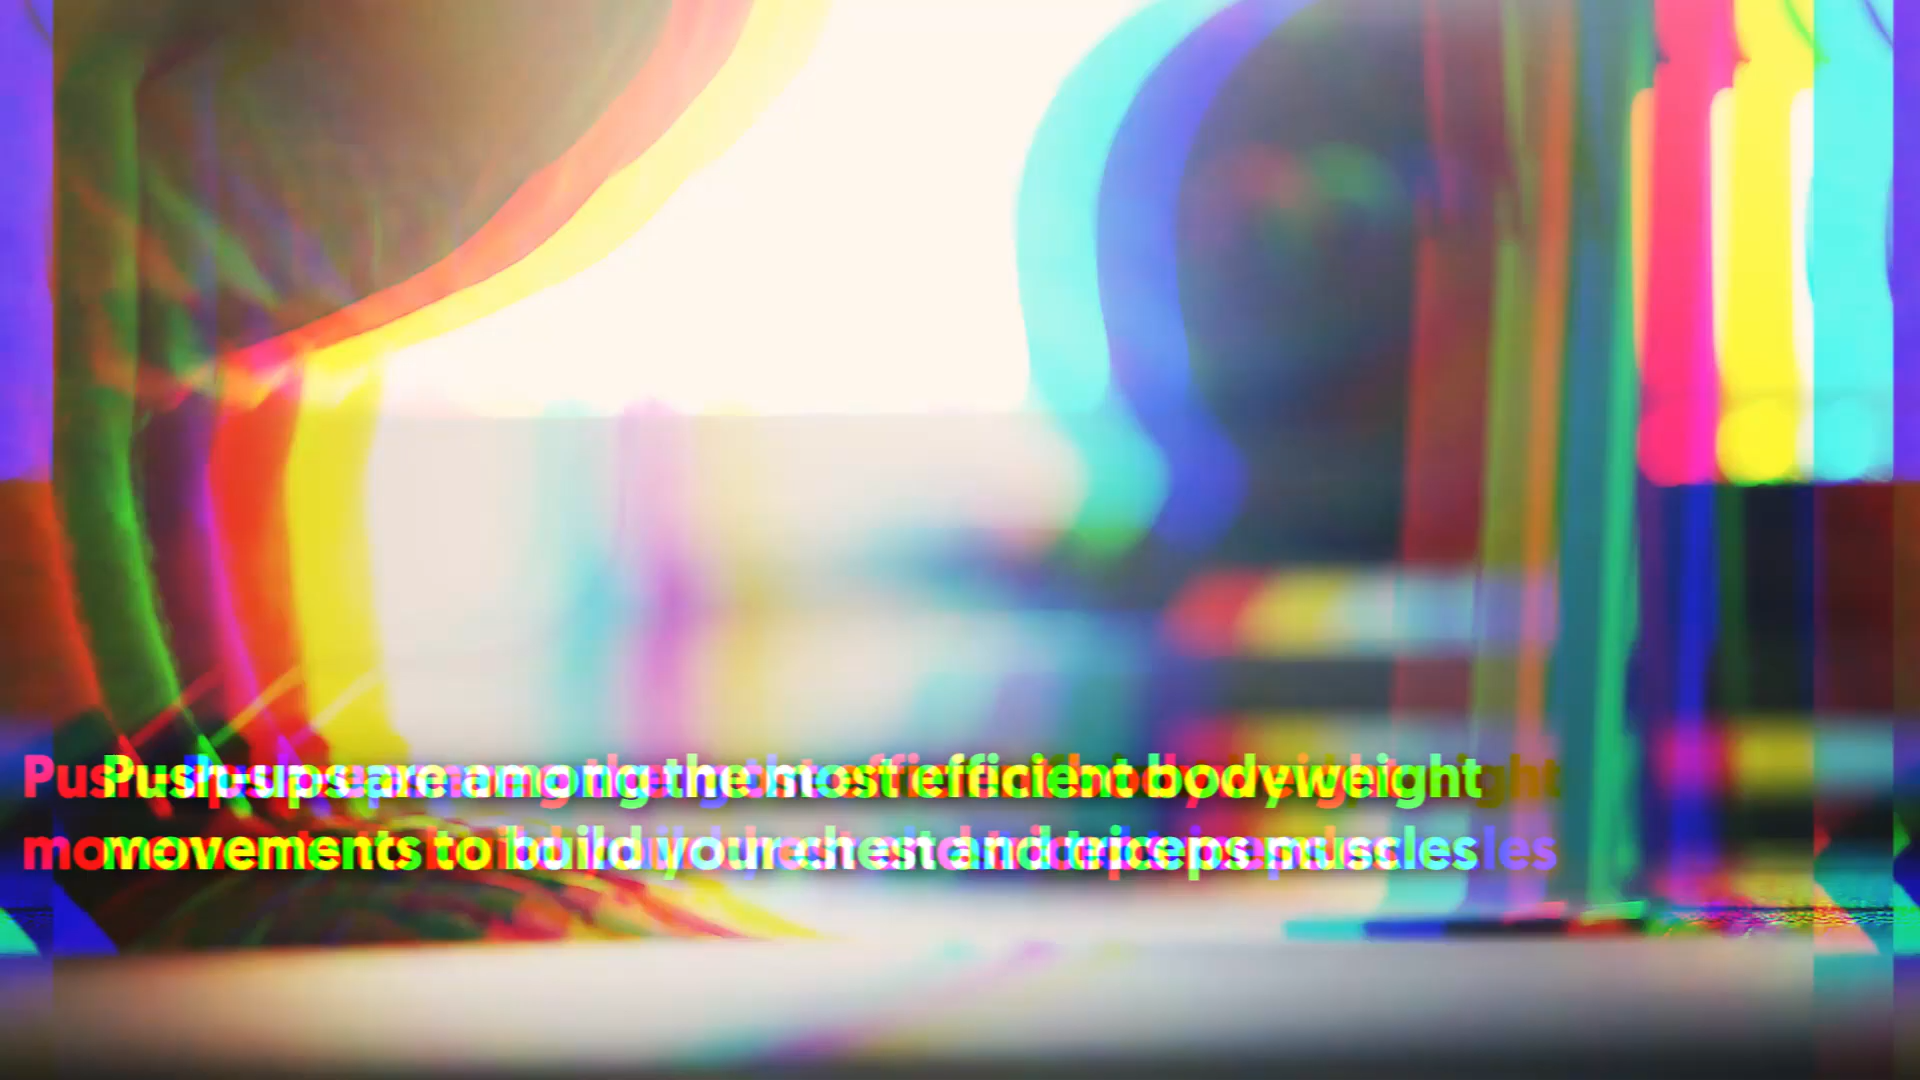 Push-ups are among the most efficient bodyweight
movements to build your chest and triceps muscles